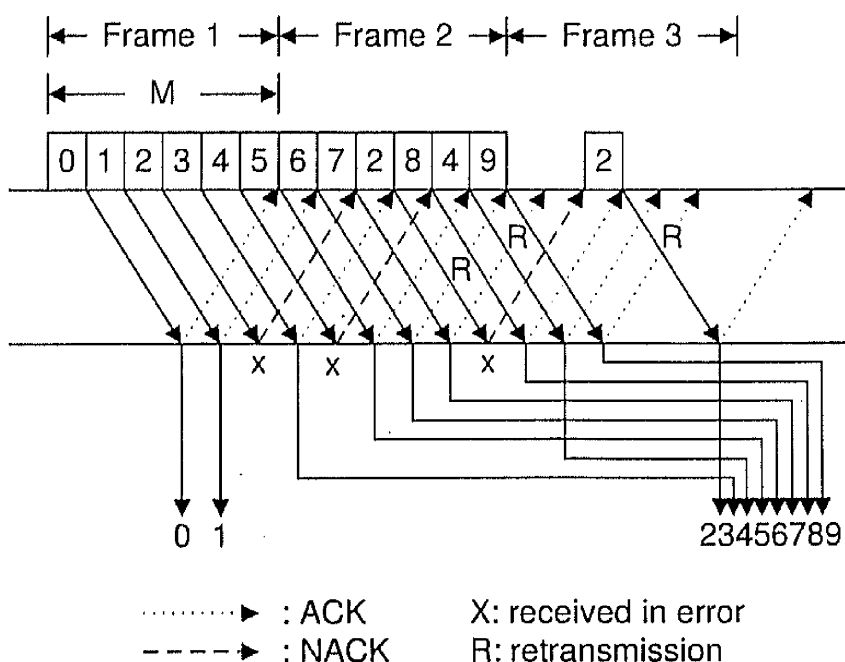 Frame 1 Frame 2 Frame 3
M
0 1 2 3 4 5 6 7 2 8 4 9 2
R R R
x x x
0 1 23456789
: ACK X: received in error
: NACK R: retransmission